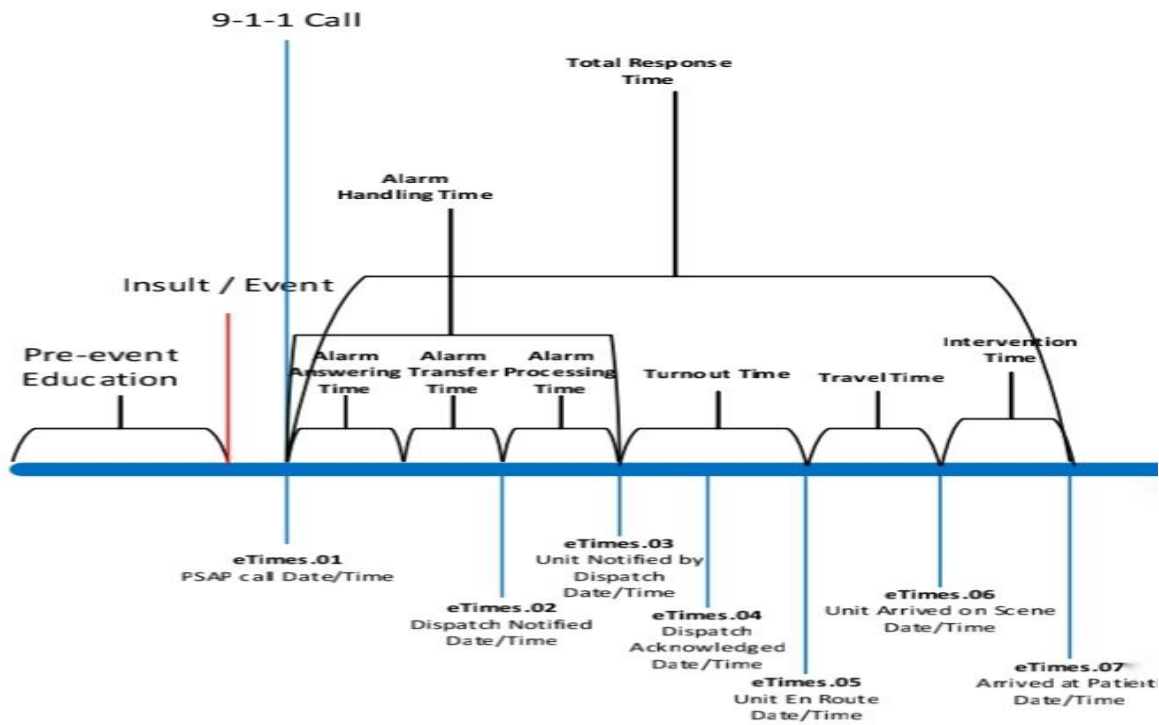 9-1-1 Call
Total Response
Time
Alarm
Handling Time
Insult / Event
Pre-event
Education
Alarm
Answering
Time
Alarm
Transfer
Time
Alarm
Processing
Time
Turnout Time
Travel Time
Intervention
Time
eTimes.01
PSAP call Date/Time
eTimes.02
Dispatch Notified
Date/Time
eTimes.03
Unit Notified by
Dispatch
Date/Time
eTimes.04
Dispatch
Acknowledged
Date/Time
eTimes.05
Unit En Route
Date/Time
eTimes.06
Unit Arrived on Scene
Date/Time
eTimes.07
Arrived at Patient
Date/Time